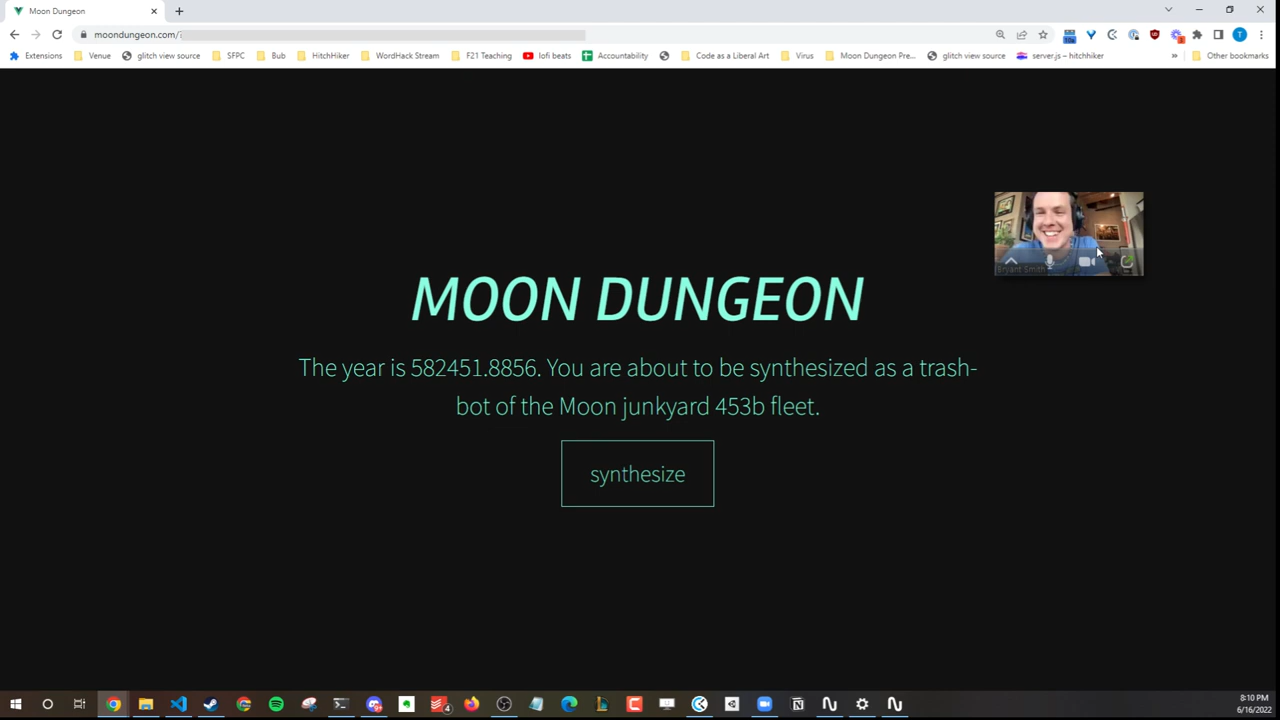 Moon Dungeon
moondungeon.com/
Extensions
Venue
glitch view source
SFPC
Bub
HitchHiker
WordHack Stream
F21 Teaching
lofi beats
Accountability
Code as a Liberal Art
Virus
Moon Dungeon Pre...
glitch view source
server.js – hitchhiker
Other bookmarks
Bryant Smith
MOON DUNGEON
The year is 582451.8856. You are about to be synthesized as a trash-
bot of the Moon junkyard 453b fleet.
synthesize
8:10 PM
6/16/2022